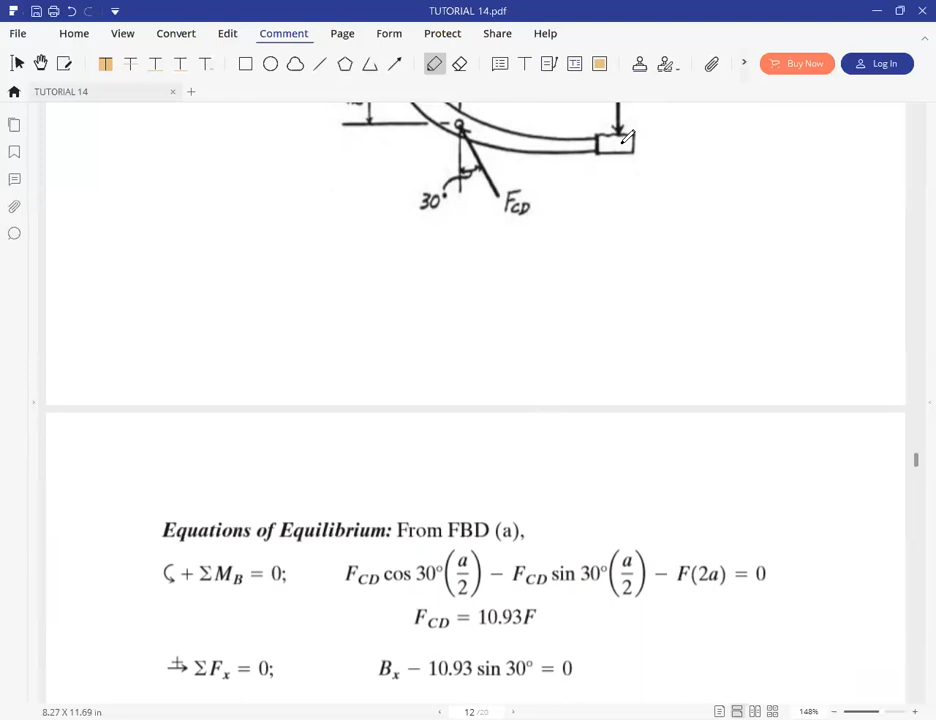 TUTORIAL 14.pdf
File Home View Convert Edit Comment Page Form Protect Share Help
Buy Now Log In
TUTORIAL 14
30°
F_CD
Equations of Equilibrium: From FBD (a),
↺ + ΣM_B = 0; F_CD cos 30°(a/2) − F_CD sin 30°(a/2) − F(2a) = 0
F_CD = 10.93F
→+ ΣF_x = 0; B_x − 10.93 sin 30° = 0
8.27 X 11.69 in 12 /20 148%